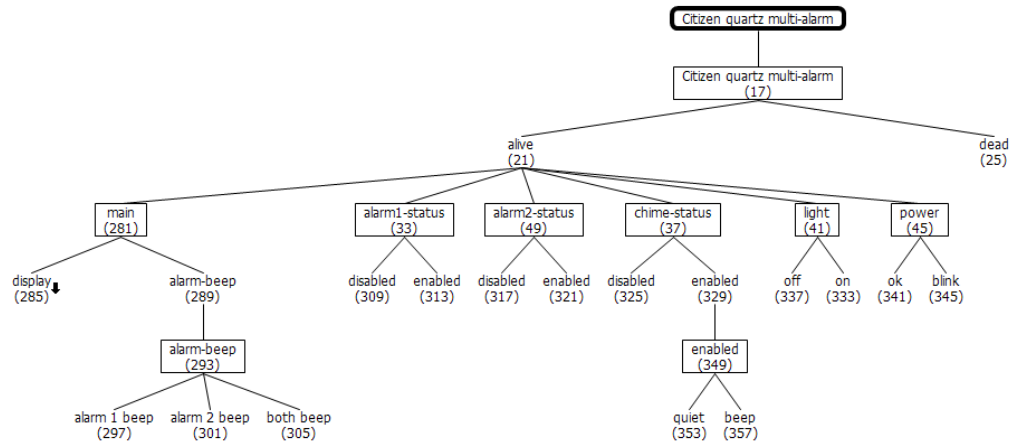 Citizen quartz multi-alarm
Citizen quartz multi-alarm
(17)
alive
(21)
dead
(25)
main
(281)
alarm1-status
(33)
alarm2-status
(49)
chime-status
(37)
light
(41)
power
(45)
display
(285)
alarm-beep
(289)
disabled
(309)
enabled
(313)
disabled
(317)
enabled
(321)
disabled
(325)
enabled
(329)
off
(337)
on
(333)
ok
(341)
blink
(345)
alarm-beep
(293)
enabled
(349)
alarm 1 beep
(297)
alarm 2 beep
(301)
both beep
(305)
quiet
(353)
beep
(357)